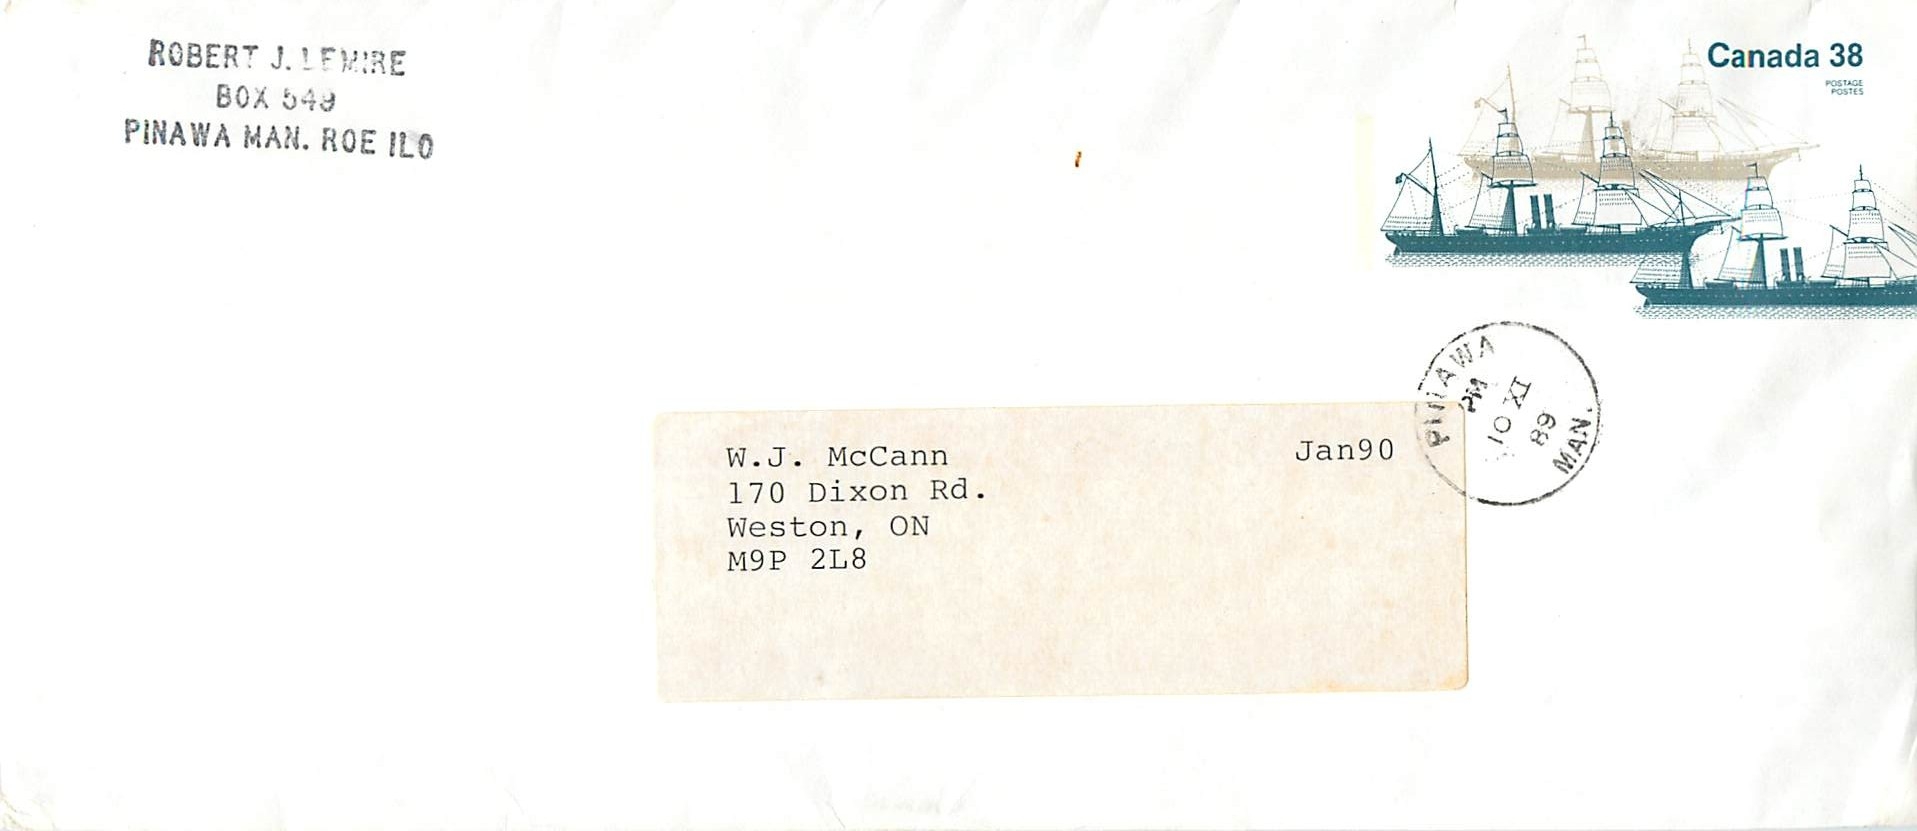 ROBERT J. LEMIRE
BOX 549
PINAWA MAN. ROE ILO
Canada 38
POSTAGE
POSTES
PINAWA
PM
10 XI
89
MAN.
W.J. McCann Jan90
170 Dixon Rd.
Weston, ON
M9P 2L8